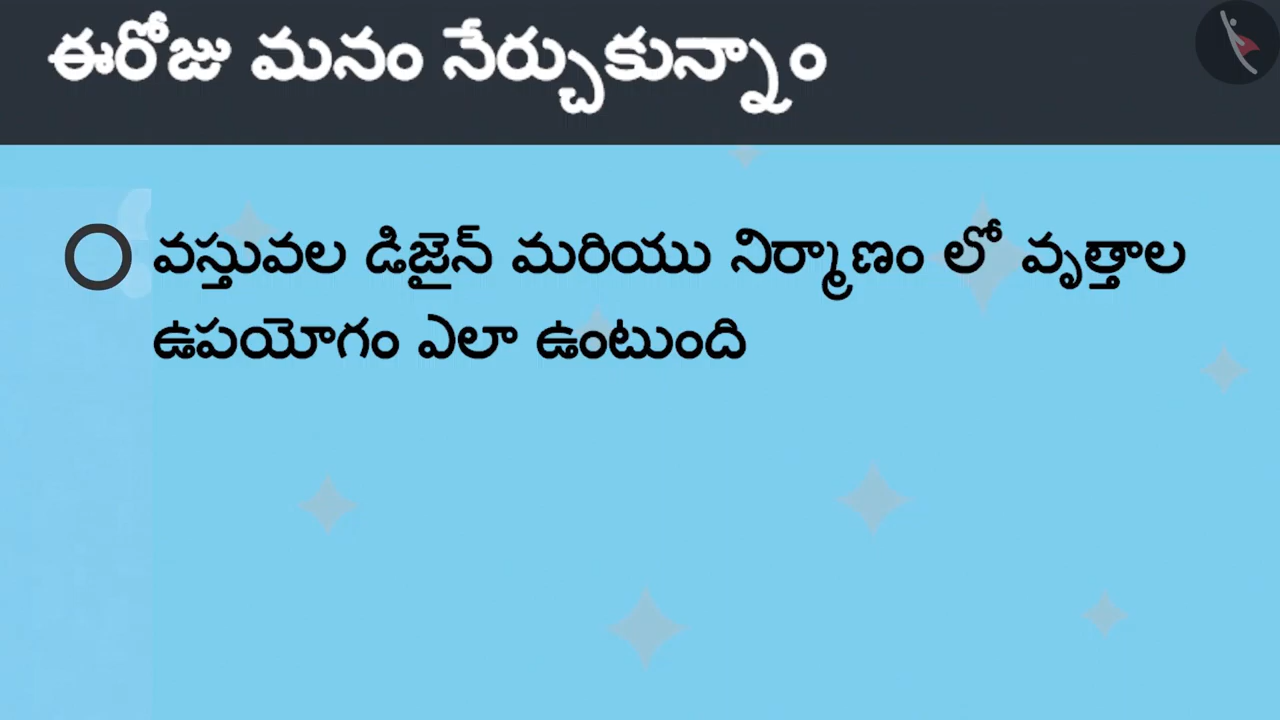 ఈరోజు మనం నేర్చుకున్నాం
వస్తువల డిజైన్ మరియు నిర్మాణం లో వృత్తాల
ఉపయోగం ఎలా ఉంటుంది